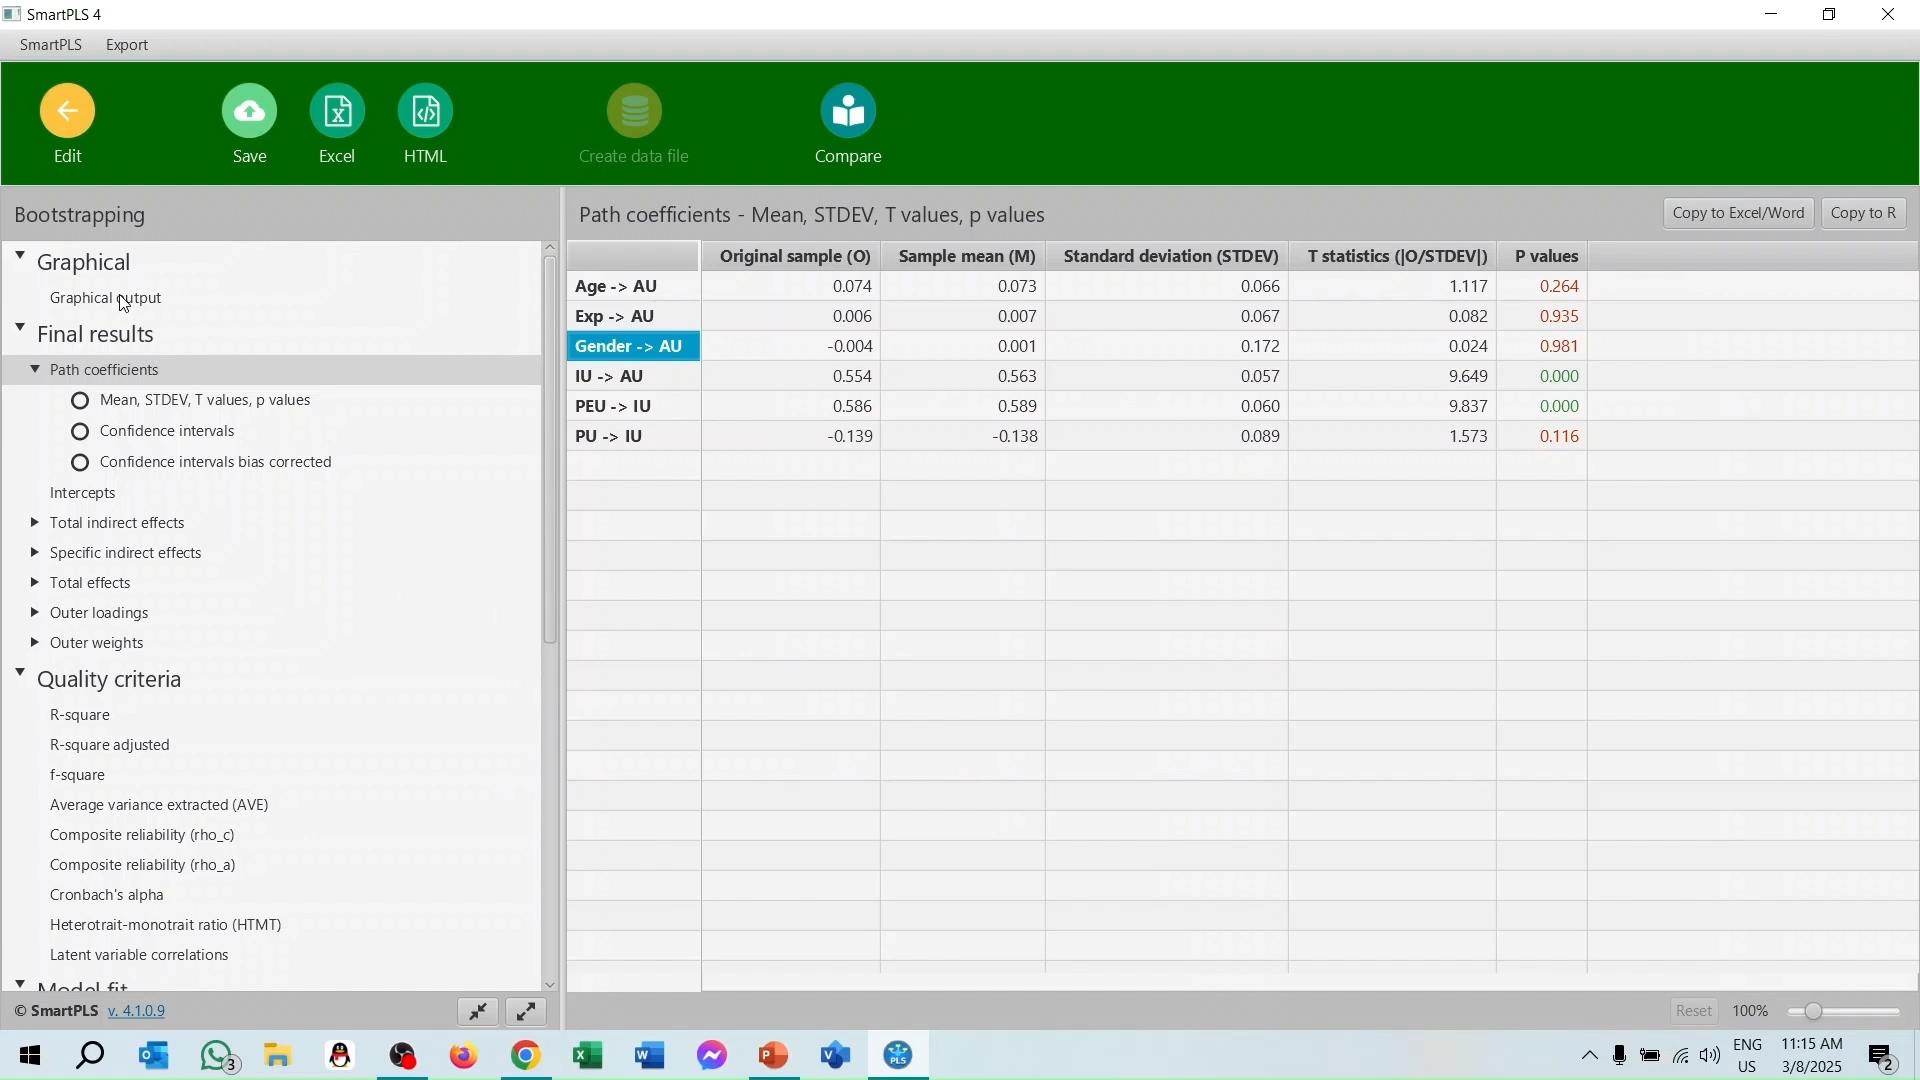 SmartPLS 4
SmartPLS Export
Edit Save Excel HTML Create data file Compare
Bootstrapping
Graphical
Graphical output
Final results
Path coefficients
Mean, STDEV, T values, p values
Confidence intervals
Confidence intervals bias corrected
Intercepts
Total indirect effects
Specific indirect effects
Total effects
Outer loadings
Outer weights
Quality criteria
R-square
R-square adjusted
f-square
Average variance extracted (AVE)
Composite reliability (rho_c)
Composite reliability (rho_a)
Cronbach's alpha
Heterotrait-monotrait ratio (HTMT)
Latent variable correlations
Model fit
© SmartPLS v. 4.1.0.9
Path coefficients - Mean, STDEV, T values, p values Copy to Excel/Word Copy to R
Original sample (O) Sample mean (M) Standard deviation (STDEV) T statistics (|O/STDEV|) P values
Age -> AU 0.074 0.073 0.066 1.117 0.264
Exp -> AU 0.006 0.007 0.067 0.082 0.935
Gender -> AU -0.004 0.001 0.172 0.024 0.981
IU -> AU 0.554 0.563 0.057 9.649 0.000
PEU -> IU 0.586 0.589 0.060 9.837 0.000
PU -> IU -0.139 -0.138 0.089 1.573 0.116
Reset 100%
3 PLS ENG 11:15 AM
US 3/8/2025 2